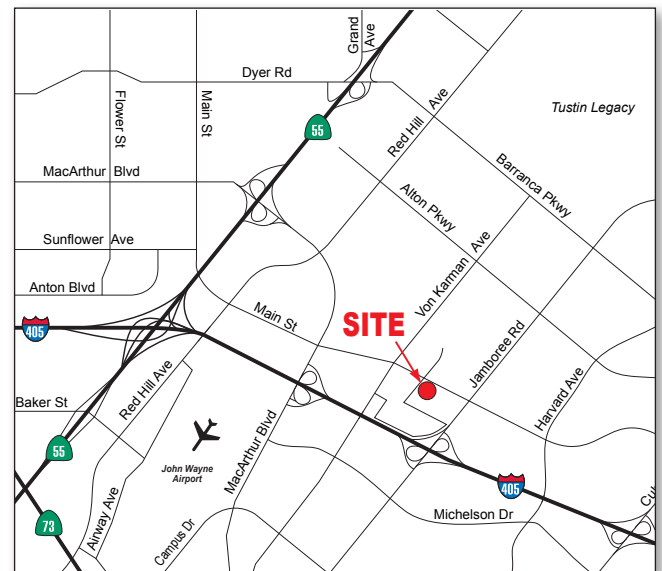 Grand
Ave
Dyer Rd
Flower St
Main St
55
Red Hill Ave
Tustin Legacy
MacArthur Blvd
Barranca Pkwy
Alton Pkwy
Sunflower Ave
Von Karman Ave
Anton Blvd
Main St
SITE
405
Jamboree Rd
Red Hill Ave
Harvard Ave
Baker St
55
John Wayne
Airport
MacArthur Blvd
405
Michelson Dr
73
Airway Ave
Campus Dr